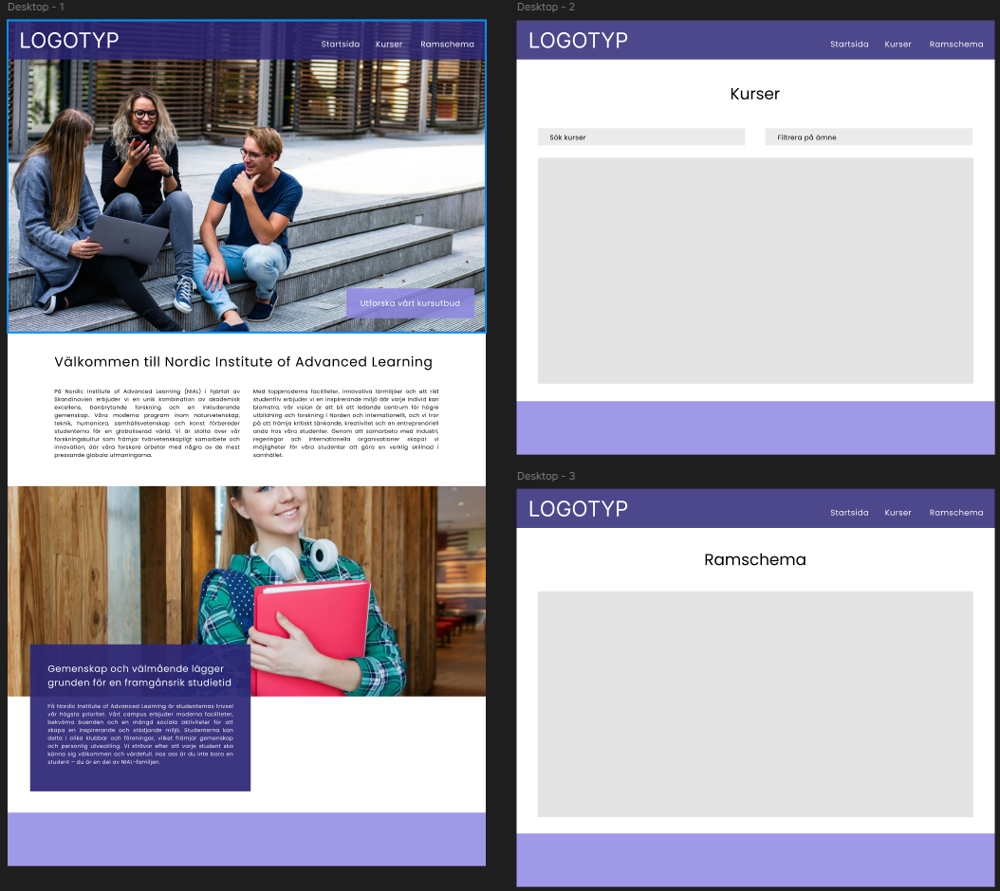 Desktop - 1
LOGOTYP
Startsida Kurser Ramschema
Utforska vårt kursutbud
Välkommen till Nordic Institute of Advanced Learning
På Nordic Institute of Advanced Learning (NIAL) i hjärtat av
Skandinavien erbjuder vi en unik kombination av akademisk
excellens, banbrytande forskning och en inkluderande
gemenskap. Våra moderna program inom naturvetenskap,
teknik, humaniora, samhällsvetenskap och konst förbereder
studenterna för en globaliserad värld. Vi är stolta över vår
forskningskultur som främjar tvärvetenskapligt samarbete och
innovation, där våra forskare arbetar med några av de mest
pressande globala utmaningarna.
Med toppmoderna faciliteter, innovativa lärmiljöer och ett rikt
studentliv erbjuder vi en inspirerande miljö där varje individ kan
blomstra. Vår vision är att bli ett ledande centrum för högre
utbildning och forskning i Norden och internationellt, och vi tror
på att främja kritiskt tänkande, kreativitet och en entreprenöriell
anda hos våra studenter. Genom att samarbeta med industri,
regeringar och internationella organisationer skapar vi
möjligheter för våra studenter att göra en verklig skillnad i
samhället.
Gemenskap och välmående lägger
grunden för en framgånsrik studietid
På Nordic Institute of Advanced Learning är studenternas trivsel
vår högsta prioritet. Vårt campus erbjuder moderna faciliteter,
bekväma boenden och en mängd sociala aktiviteter för att
skapa en inspirerande och stödjande miljö. Studenterna kan
delta i olika klubbar och föreningar, vilket främjar gemenskap
och personlig utveckling. Vi strävar efter att varje student ska
känna sig välkommen och värdefull. Hos oss är du inte bara en
student – du är en del av NIAL-familjen.
Desktop - 2
LOGOTYP
Startsida Kurser Ramschema
Kurser
Sök kurser
Filtrera på ämne
Desktop - 3
LOGOTYP
Startsida Kurser Ramschema
Ramschema